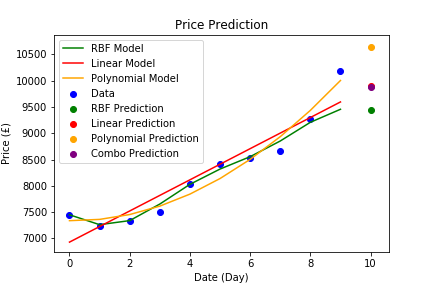 Price Prediction
RBF Model
Linear Model
Polynomial Model
Data
RBF Prediction
Linear Prediction
Polynomial Prediction
Combo Prediction
Price (£)
10500
10000
9500
9000
8500
8000
7500
7000
0 2 4 6 8 10
Date (Day)